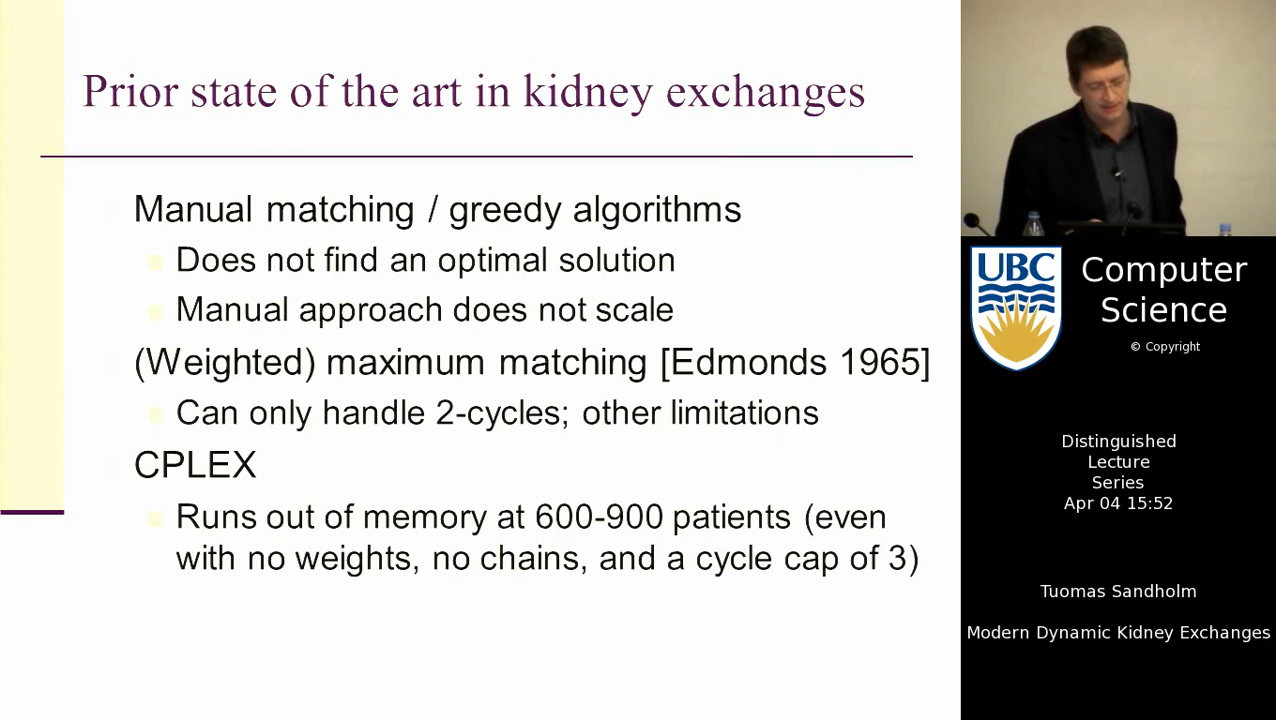 Prior state of the art in kidney exchanges
Manual matching / greedy algorithms
Does not find an optimal solution
Manual approach does not scale
(Weighted) maximum matching [Edmonds 1965]
Can only handle 2-cycles; other limitations
CPLEX
Runs out of memory at 600-900 patients (even
with no weights, no chains, and a cycle cap of 3)
UBC
Computer
Science
© Copyright
Distinguished
Lecture
Series
Apr 04 15:52
Tuomas Sandholm
Modern Dynamic Kidney Exchanges